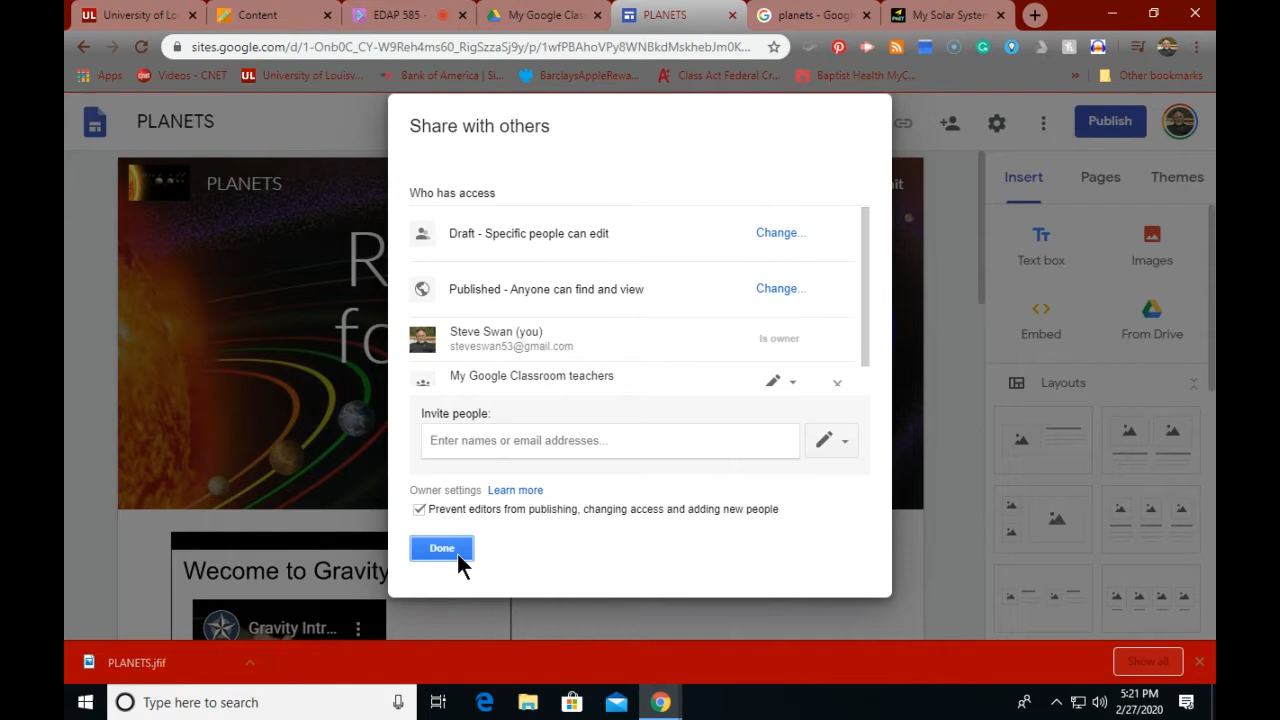 University of Lo
Content
EDAP 585 -
My Google Clas
PLANETS
planets - Google
My Solar System
sites.google.com/d/1-Onb0C_CY-W9Reh4ms60_RigSzzaSj9y/p/1wfPBAhoVPy8WNBkdMskhebJm0K...
Apps
Videos - CNET
University of Louisv...
Bank of America | Si...
BarclaysAppleRewa...
Class Act Federal Cr...
Baptist Health MyC...
»
Other bookmarks
PLANETS
Publish
PLANETS
Insert
Pages
Themes
Text box
Images
Embed
From Drive
Layouts
Share with others
Who has access
Draft - Specific people can edit
Change...
Published - Anyone can find and view
Change...
Steve Swan (you)
steveswan53@gmail.com
Is owner
My Google Classroom teachers
Invite people:
Enter names or email addresses...
Owner settings Learn more
Prevent editors from publishing, changing access and adding new people
Done
Wecome to Gravity
Gravity Intr...
PLANETS.jfif
Show all
Type here to search
5:21 PM
2/27/2020